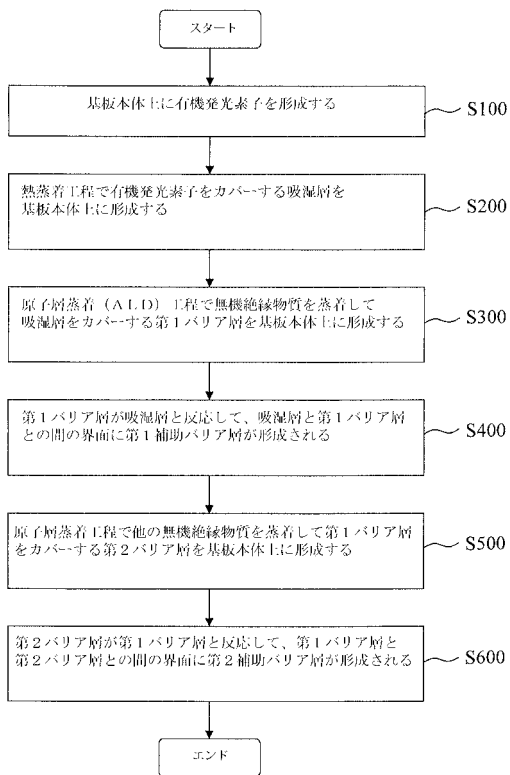 スタート
基板本体上に有機発光素子を形成する
S100
熱蒸着工程で有機発光素子をカバーする吸湿層を
基板本体上に形成する
S200
原子層蒸着(ALD)工程で無機絶縁物質を蒸着して
吸湿層をカバーする第1バリア層を基板本体上に形成する
S300
第1バリア層が吸湿層と反応して、吸湿層と第1バリア層
との間の界面に第1補助バリア層が形成される
S400
原子層蒸着工程で他の無機絶縁物質を蒸着して第1バリア層
をカバーする第2バリア層を基板本体上に形成する
S500
第2バリア層が第1バリア層と反応して、第1バリア層と
第2バリア層との間の界面に第2補助バリア層が形成される
S600
エンド